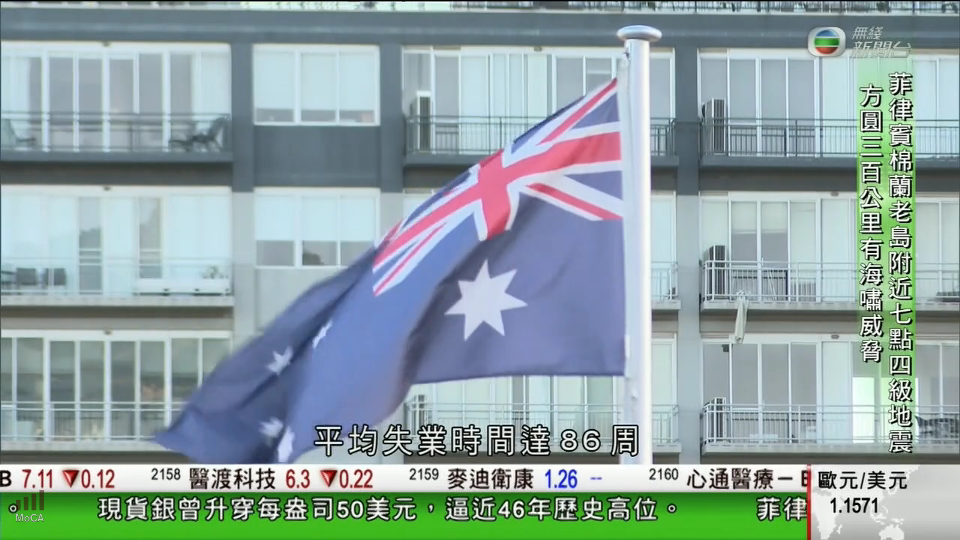 無綫
新聞台
菲律賓棉蘭老島附近七點四級地震
方圓三百公里有海嘯威脅
平均失業時間達86周
B 7.11 ▼0.12 2158 醫渡科技 6.3 ▼0.22 2159 麥迪衛康 1.26 -- 2160 心通醫療－B
歐元/美元
1.1571
。 現貨銀曾升穿每盎司50美元，逼近46年歷史高位。 菲律
MoCA